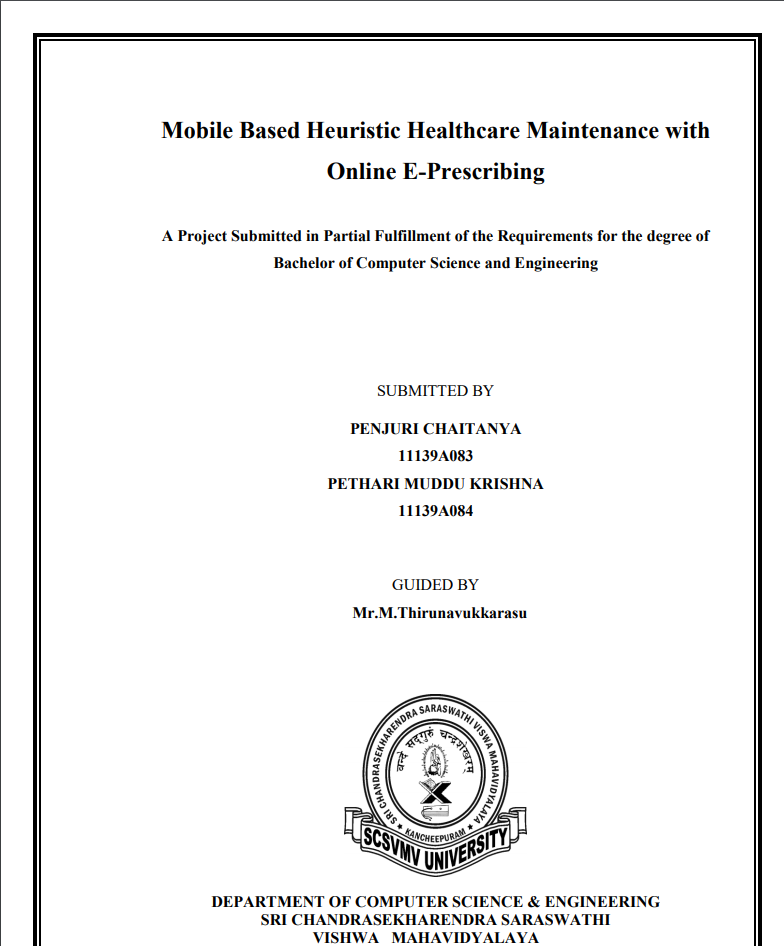 Mobile Based Heuristic Healthcare Maintenance with
Online E-Prescribing
A Project Submitted in Partial Fulfillment of the Requirements for the degree of
Bachelor of Computer Science and Engineering
SUBMITTED BY
PENJURI CHAITANYA
11139A083
PETHARI MUDDU KRISHNA
11139A084
GUIDED BY
Mr.M.Thirunavukkarasu
SRI CHANDRASEKHARENDRA SARASWATHI VISWA MAHAVIDYALAYA
वन्दे सद्गुरुं चन्द्रशेखरम्
★ KANCHEEPURAM ★
SCSVMV UNIVERSITY
DEPARTMENT OF COMPUTER SCIENCE & ENGINEERING
SRI CHANDRASEKHARENDRA SARASWATHI
VISHWA MAHAVIDYALAYA